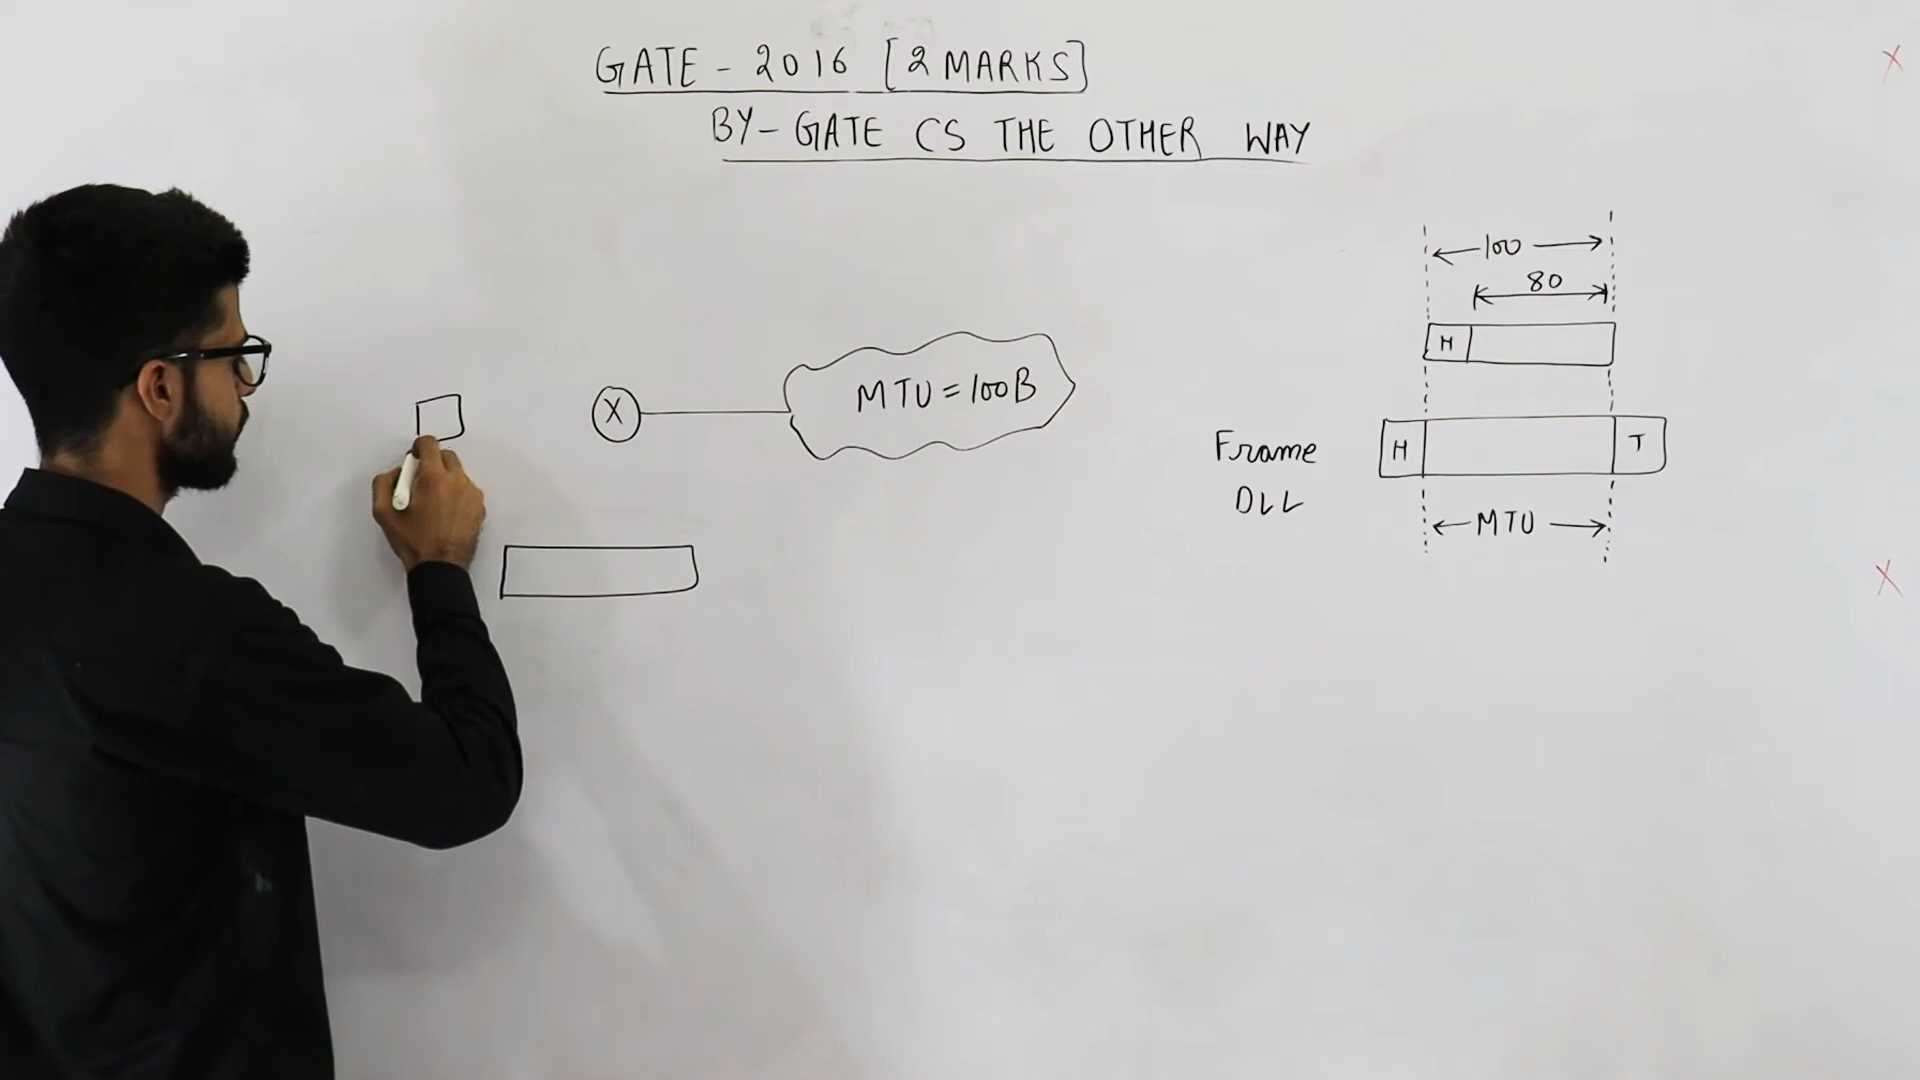 GATE - 2016 [2 MARKS]
BY- GATE CS THE OTHER WAY
100
80
H
X
MTU = 100B
Frame
DLL
H
T
MTU
X
X